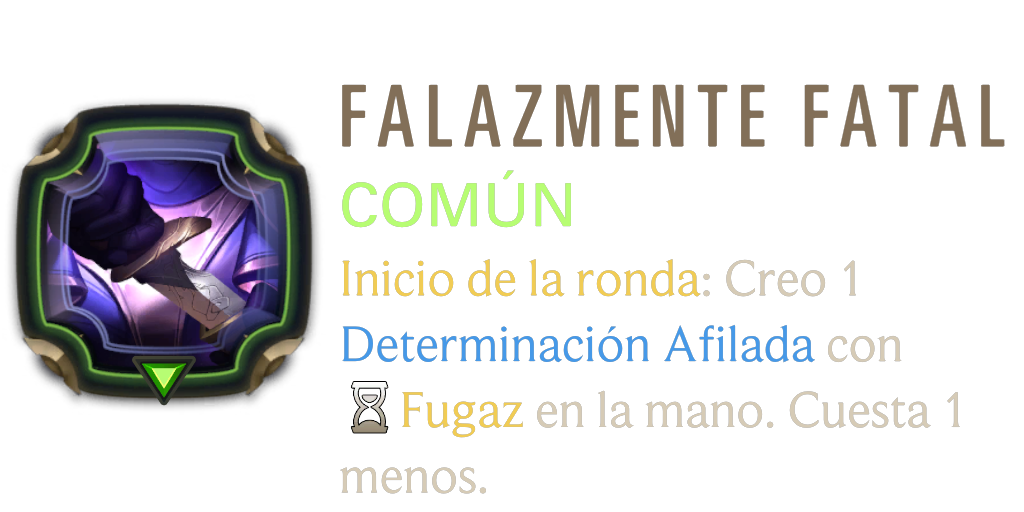 FALAZMENTE FATAL
COMÚN
Inicio de la ronda: Creo 1
Determinación Afilada con
Fugaz en la mano. Cuesta 1
menos.